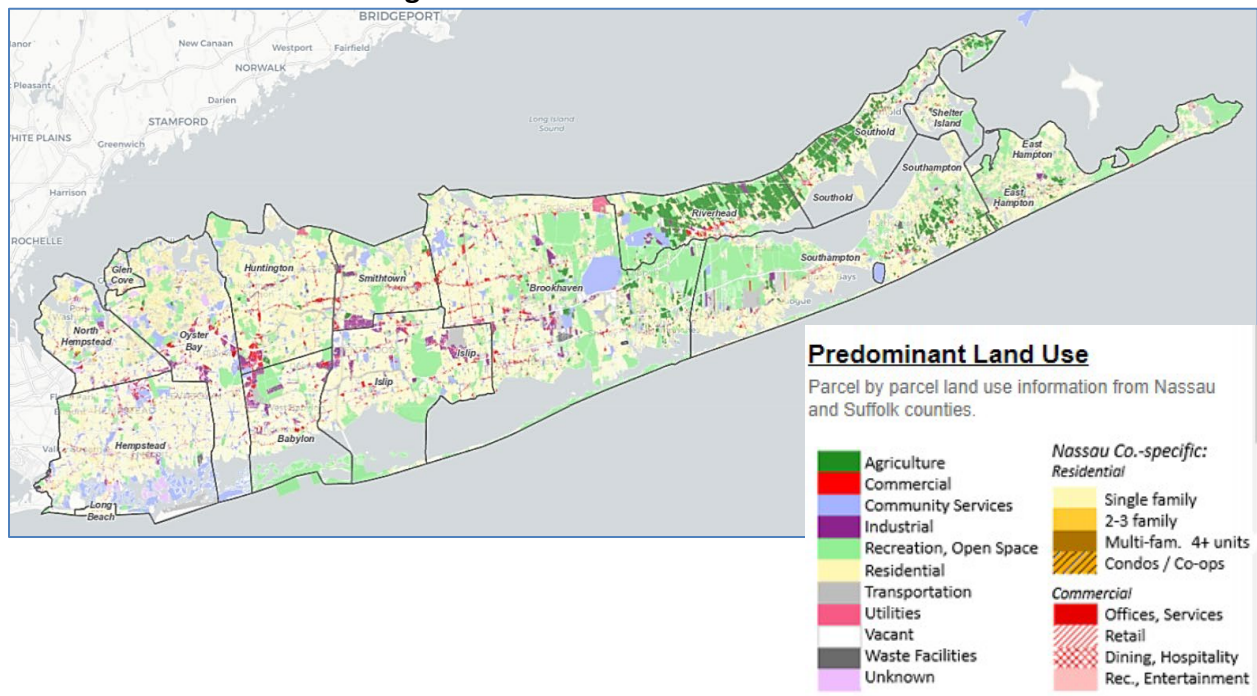 BRIDGEPORT
New Canaan
Westport
Fairfield
NORWALK
Pleasant
Darien
STAMFORD
Greenwich
Harrison
Long Island
Sound
Southold
Shelter
Island
East
Hampton
Southampton
East
Hampton
Southold
Riverhead
Southampton
Glen
Cove
Huntington
Smithtown
Brookhaven
North
Hempstead
Oyster
Bay
Islip
Islip
Babylon
Hempstead
Long
Beach
Predominant Land Use
Parcel by parcel land use information from Nassau
and Suffolk counties.
Agriculture
Commercial
Community Services
Industrial
Recreation, Open Space
Residential
Transportation
Utilities
Vacant
Waste Facilities
Unknown
Nassau Co.-specific:
Residential
Single family
2-3 family
Multi-fam. 4+ units
Condos / Co-ops
Commercial
Offices, Services
Retail
Dining, Hospitality
Rec., Entertainment